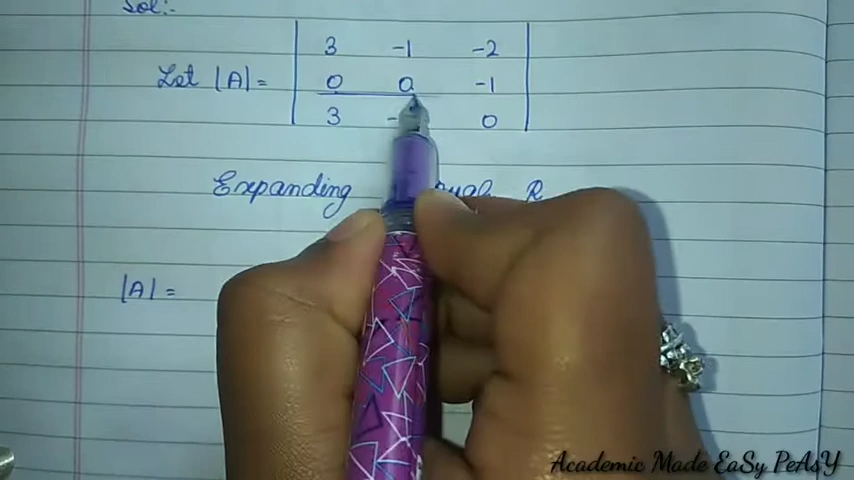 Sol:-
3 -1 -2
Let |A| = 0 0 -1
3 - 0
Expanding R
|A| =
Academic Made EaSy PeAsY